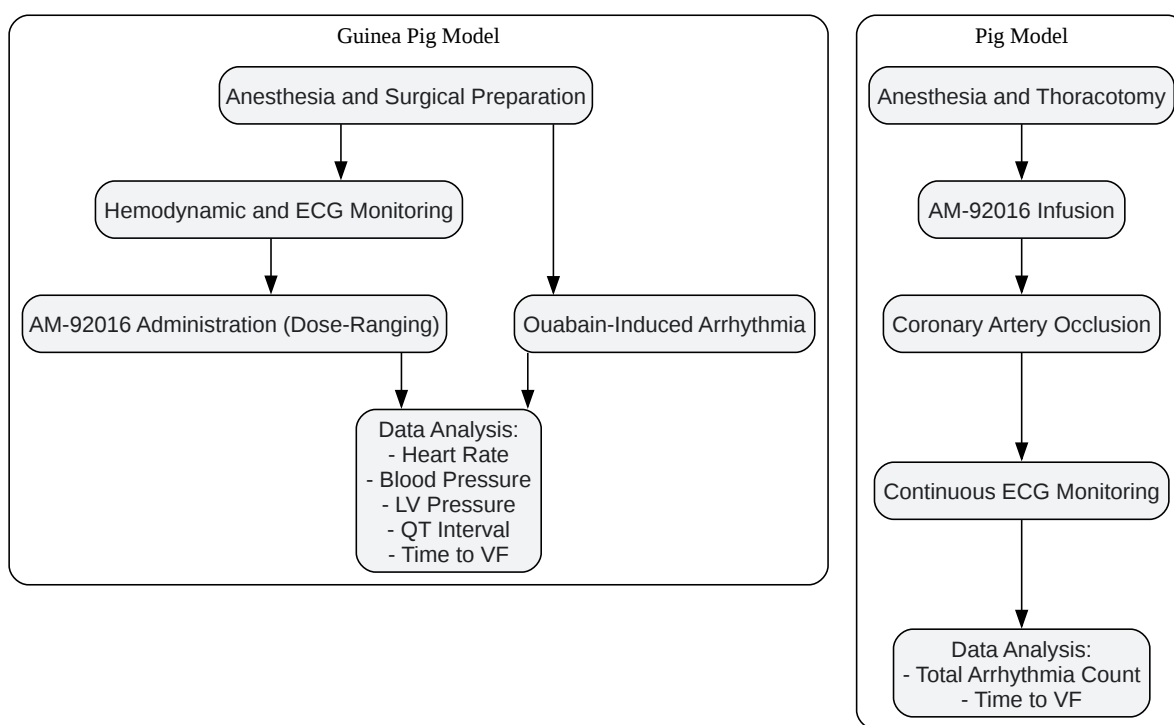 Guinea Pig Model
Anesthesia and Surgical Preparation
Hemodynamic and ECG Monitoring
AM-92016 Administration (Dose-Ranging)
Ouabain-Induced Arrhythmia
Data Analysis:
- Heart Rate
- Blood Pressure
- LV Pressure
- QT Interval
- Time to VF
Pig Model
Anesthesia and Thoracotomy
AM-92016 Infusion
Coronary Artery Occlusion
Continuous ECG Monitoring
Data Analysis:
- Total Arrhythmia Count
- Time to VF